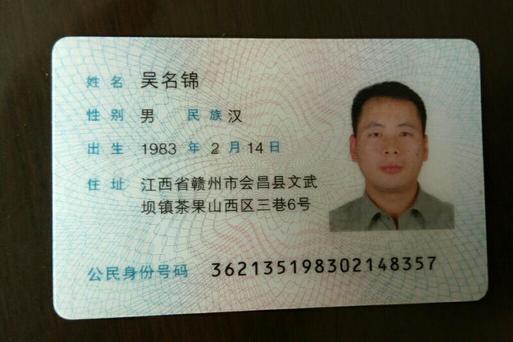 姓名 吴名锦
性别 男 民族 汉
出生 1983 年 2 月 14 日
住址 江西省赣州市会昌县文武
坝镇茶果山西区三巷6号
公民身份号码 362135198302148357